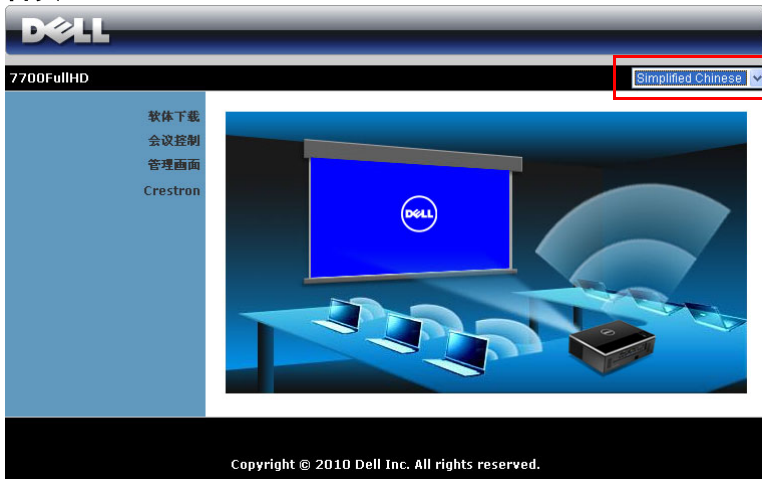 DELL
7700FullHD
Simplified Chinese
软体下载
会议控制
管理画面
Crestron
DELL
Copyright © 2010 Dell Inc. All rights reserved.